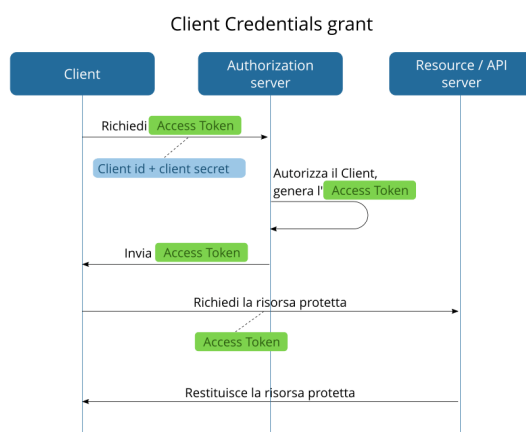 Client Credentials grant
Client
Authorization
server
Resource / API
server
Richiedi Access Token
Client id + client secret
Autorizza il Client,
genera l' Access Token
Invia Access Token
Richiedi la risorsa protetta
Access Token
Restituisce la risorsa protetta